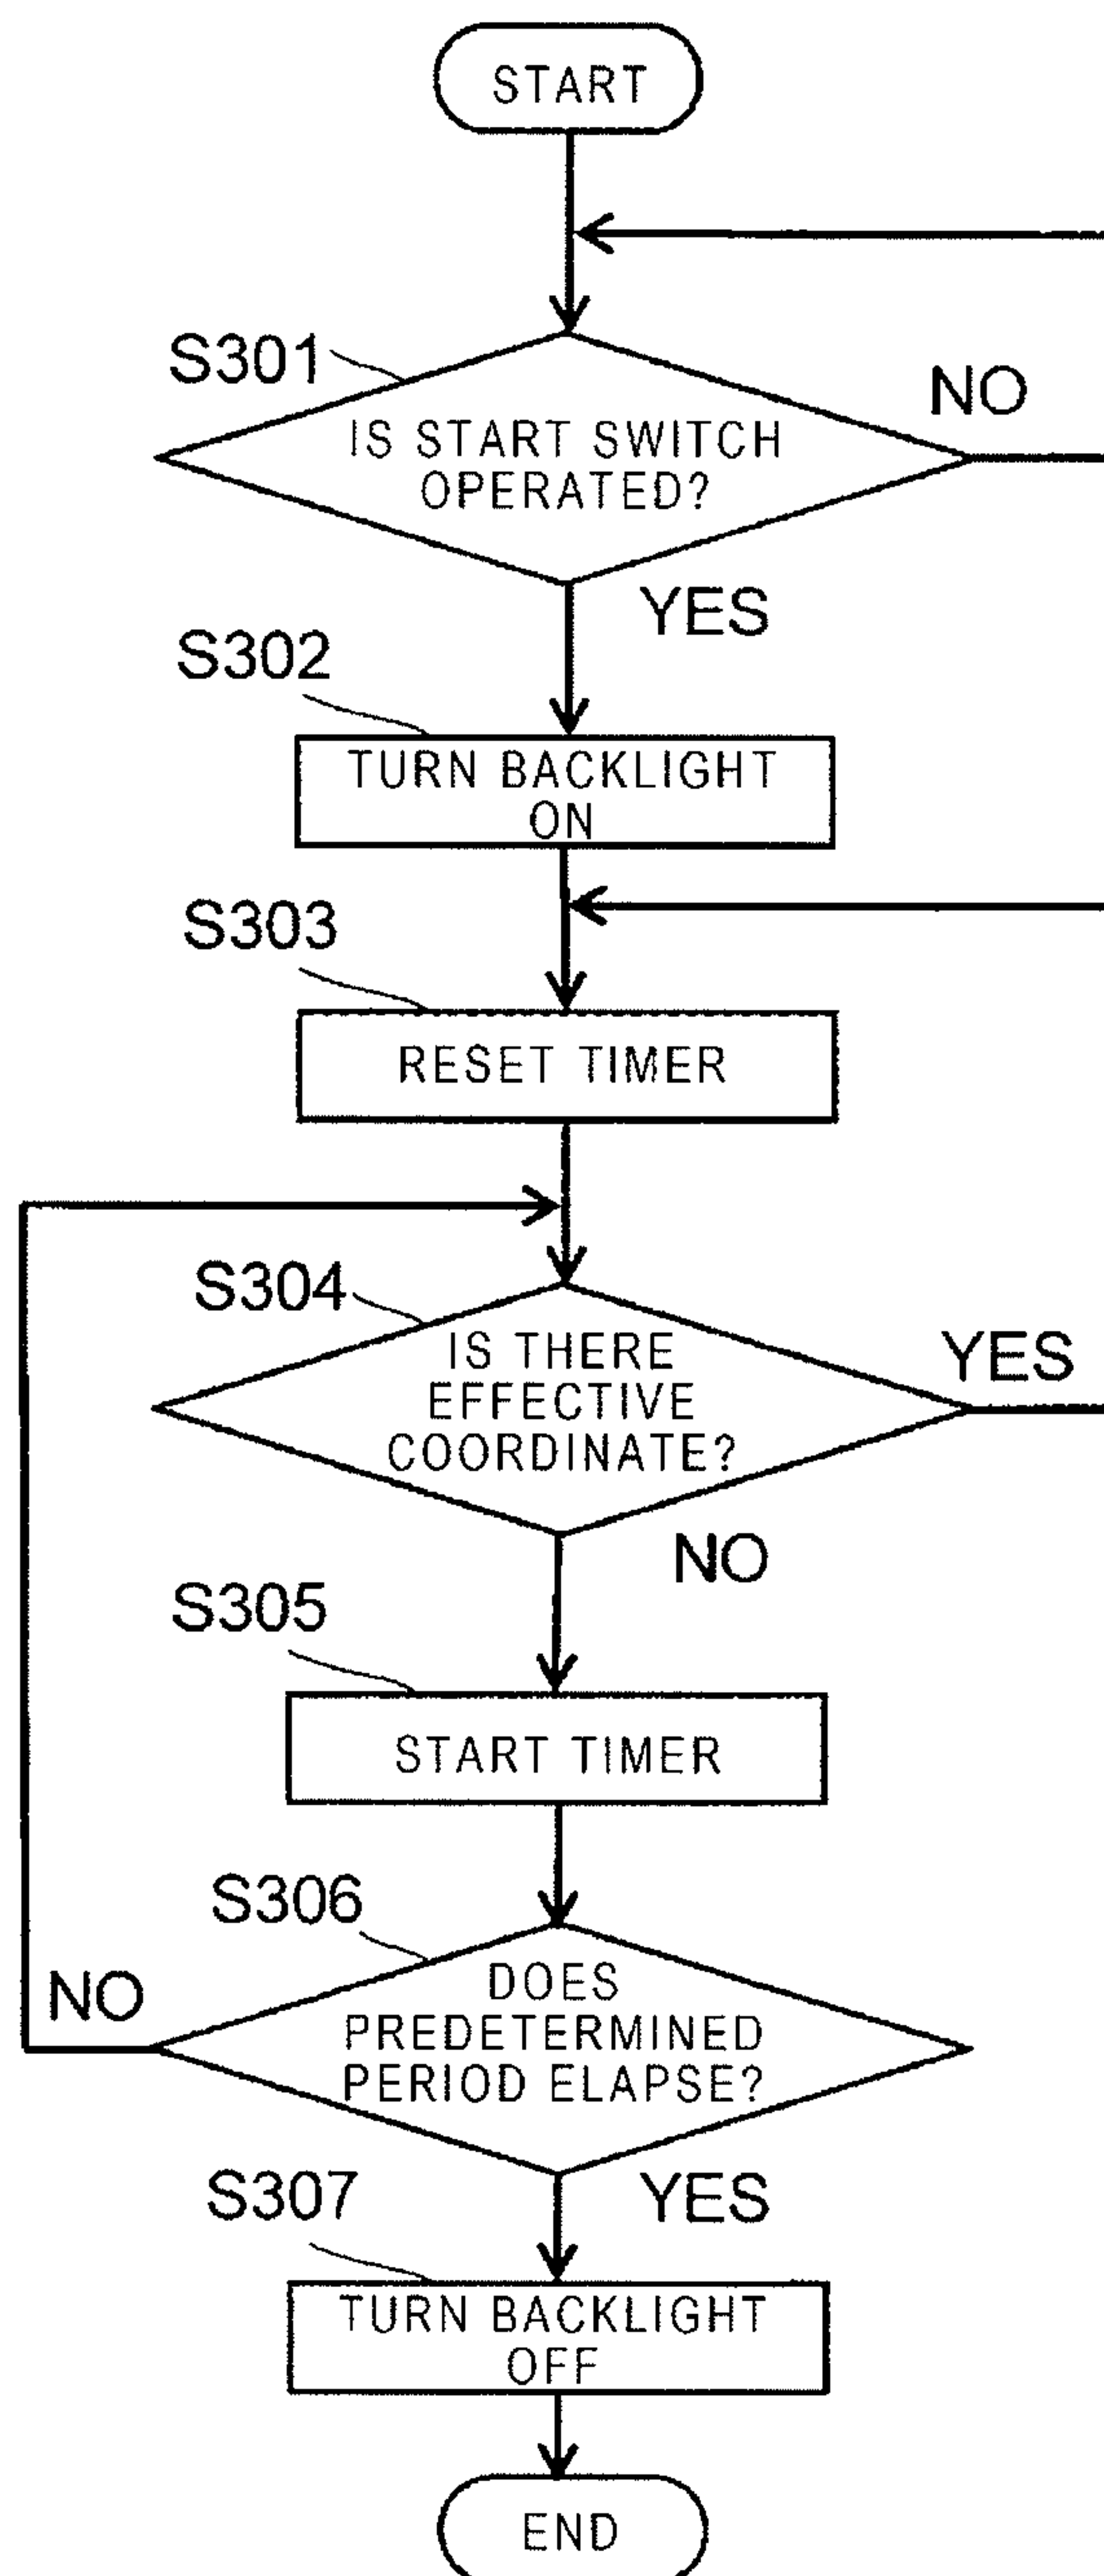 START
S301
NO
IS START SWITCH
OPERATED?
YES
S302
TURN BACKLIGHT
ON
S303
RESET TIMER
S304
IS THERE
EFFECTIVE
COORDINATE?
YES
NO
S305
START TIMER
S306
DOES
PREDETERMINED
PERIOD ELAPSE?
NO
YES
S307
TURN BACKLIGHT
OFF
END